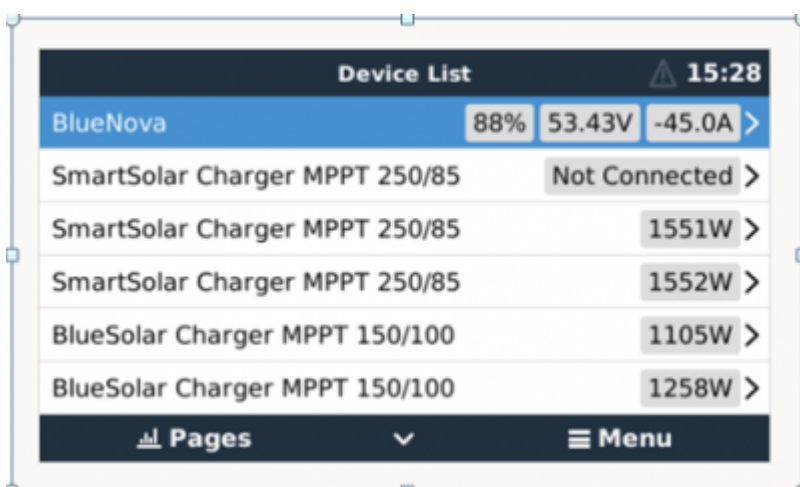 Device List 15:28
BlueNova 88% 53.43V -45.0A
SmartSolar Charger MPPT 250/85 Not Connected
SmartSolar Charger MPPT 250/85 1551W
SmartSolar Charger MPPT 250/85 1552W
BlueSolar Charger MPPT 150/100 1105W
BlueSolar Charger MPPT 150/100 1258W
Pages Menu